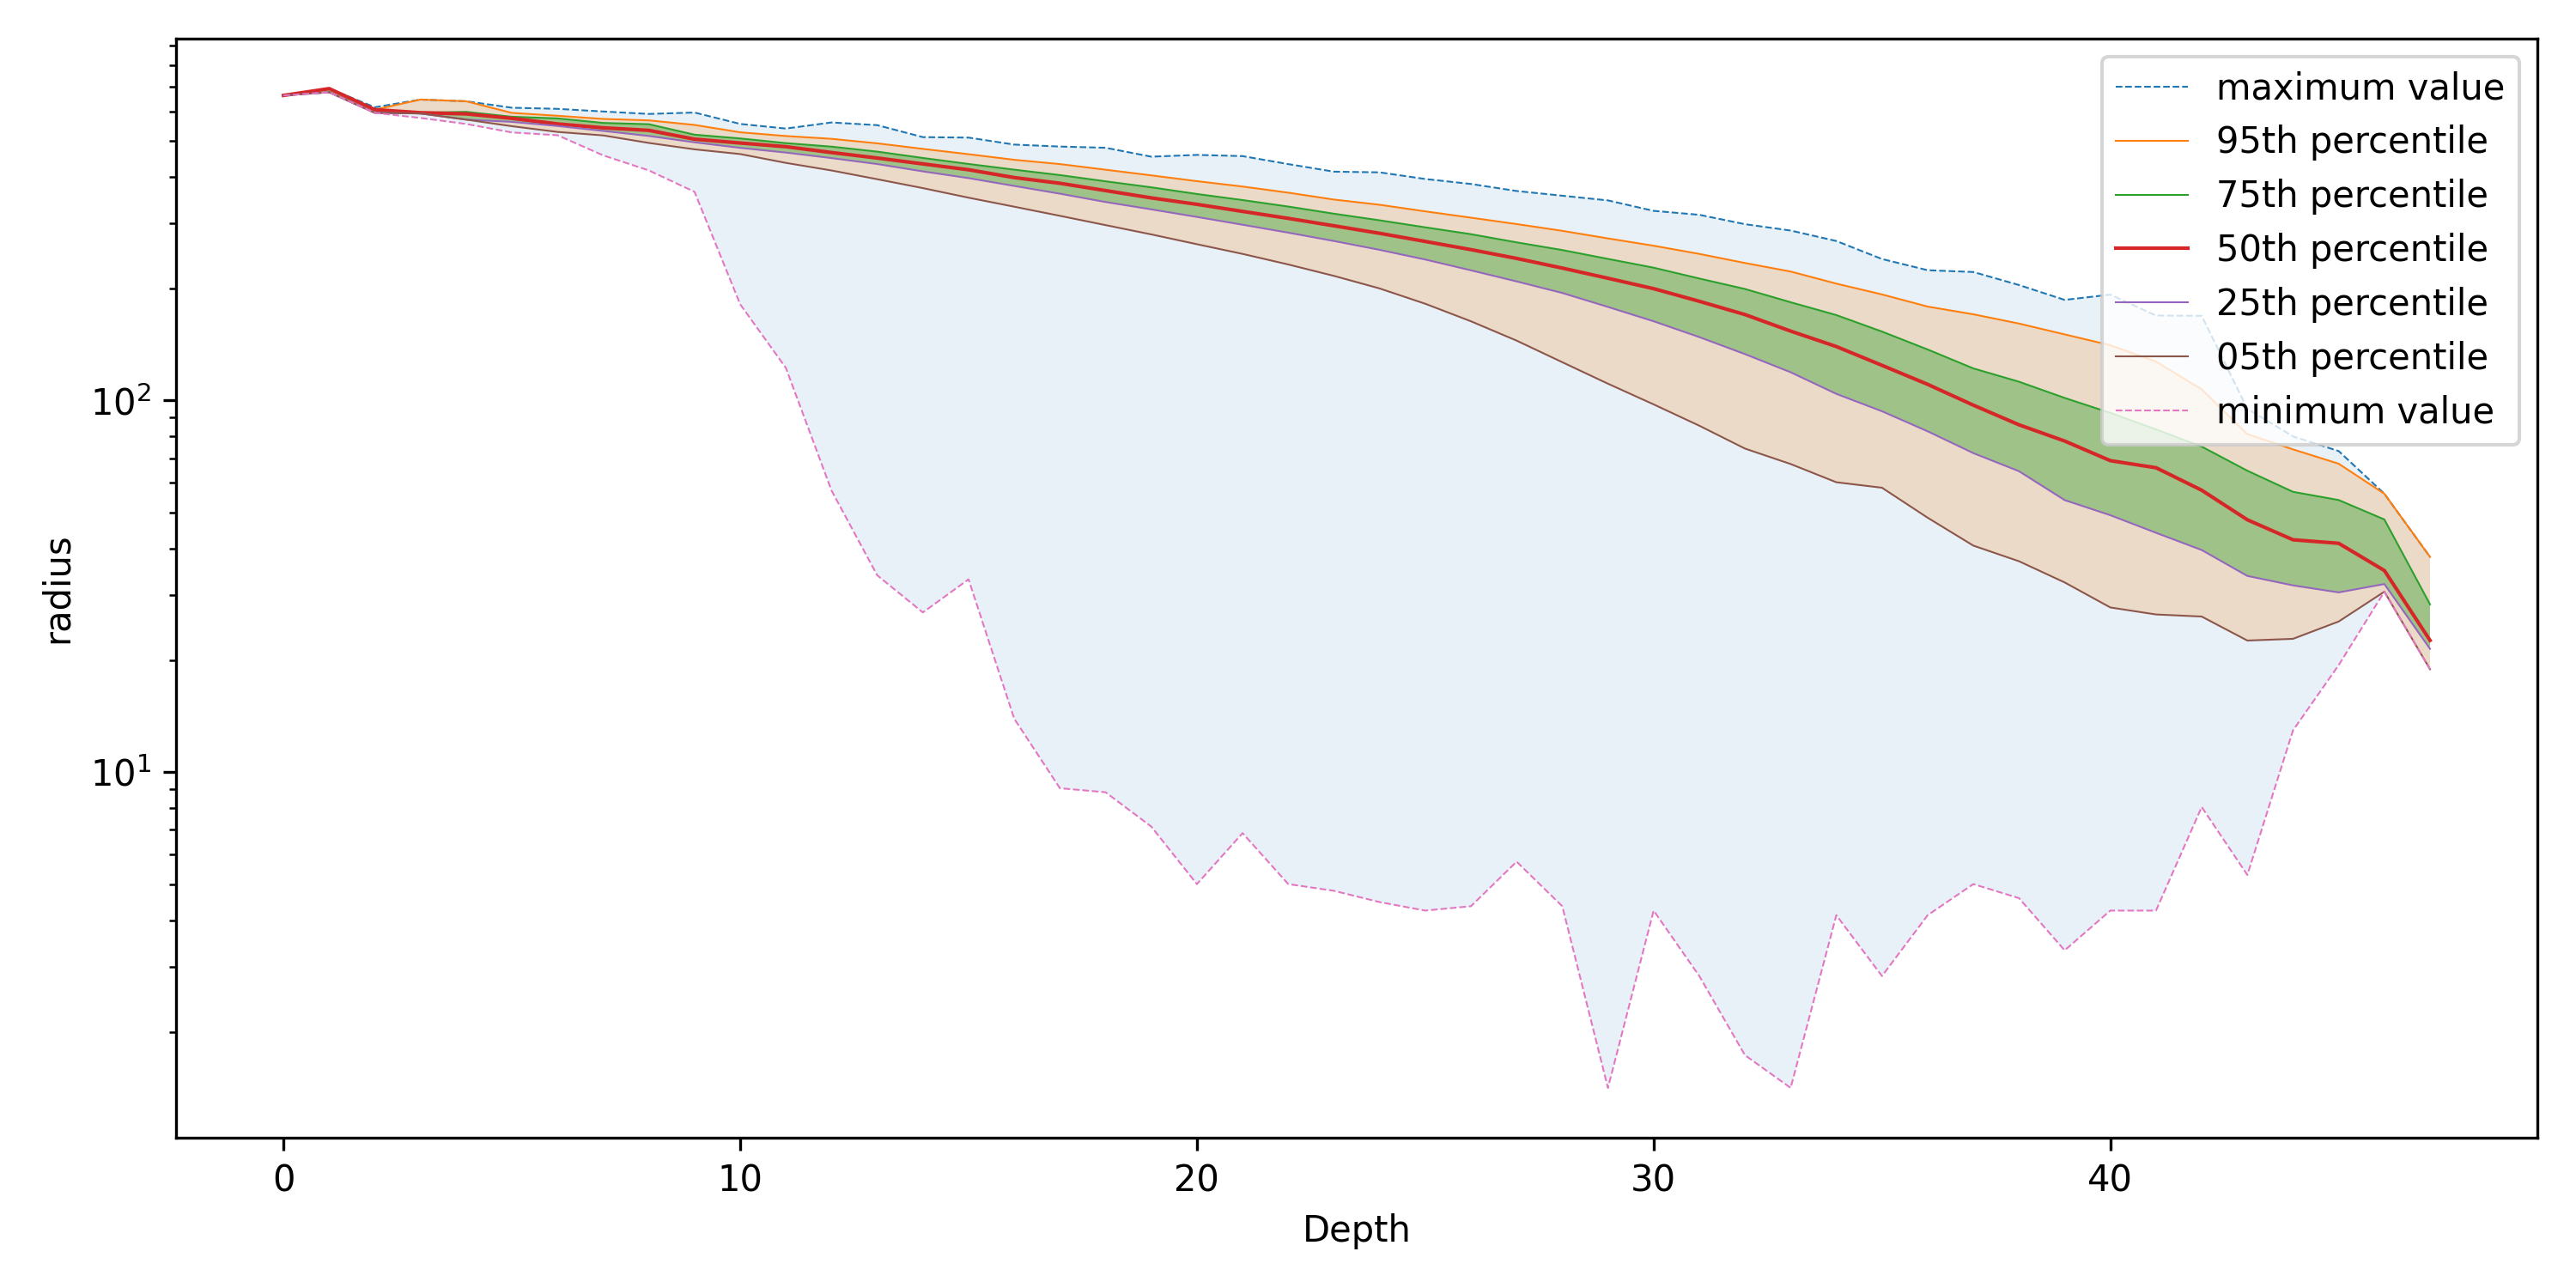 maximum value
95th percentile
75th percentile
50th percentile
25th percentile
05th percentile
minimum value
10²
10¹
radius
0 10 20 30 40
Depth